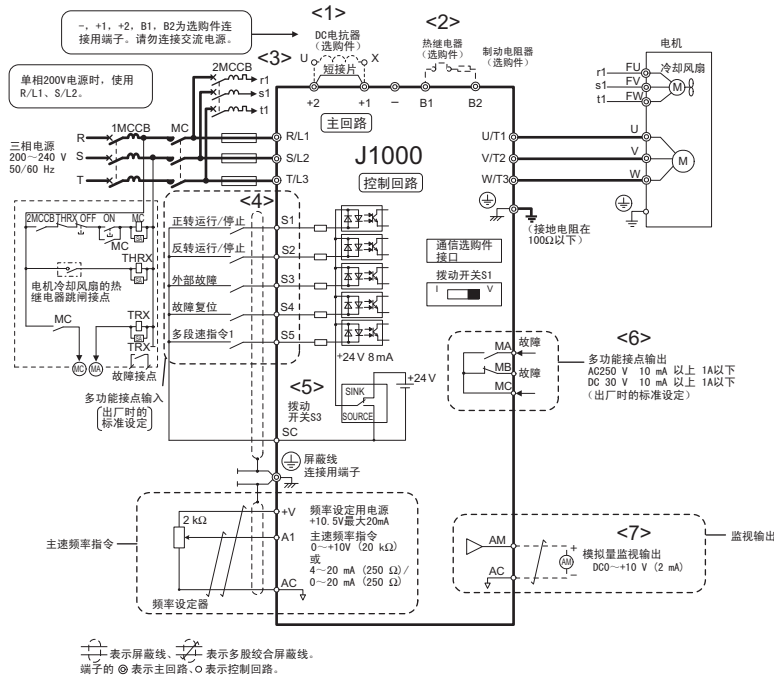 −, +1, +2, B1, B2为选购件连
接用端子。请勿连接交流电源。
<1>
DC电抗器
(选购件)
U X
短接片
<2>
热继电器
(选购件)
制动电阻器
(选购件)
单相200V电源时，使用
R/L1、S/L2。
<3>
2MCCB
r1
s1
t1
+2 +1 − B1 B2
主回路
电机
冷却风扇
r1 FU
s1 FV
t1 FW
M
三相电源
200～240 V
50/60 Hz
R
S
T
1MCCB MC
R/L1
S/L2
T/L3
J1000
控制回路
U/T1
V/T2
W/T3
U
V
W
M
(接地电阻在
100Ω以下)
<4>
2MCCB THRX OFF ON MC
SA
MC
THRX
SA
电机冷却风扇的热
继电器跳闸接点
MC
TRX
SA
TRX
MC MA
故障接点
正转运行/停止 S1
反转运行/停止 S2
外部故障 S3
故障复位 S4
多段速指令1 S5
多功能接点输入
出厂时的
标准设定
+24V 8mA
通信选购件
接口
拨动开关S1
I V
<5>
拨动
开关S3
SINK
SOURCE
+24V
SC
MA 故障
MB 故障
MC
<6>
多功能接点输出
AC250 V 10 mA 以上 1A以下
DC 30 V 10 mA 以上 1A以下
(出厂时的标准设定)
屏蔽线
连接用端子
主速频率指令
2 kΩ
频率设定器
+V
A1
AC
频率设定用电源
+10.5V最大20mA
主速频率指令
0～+10V (20 kΩ)
或
4～20 mA (250 Ω)/
0～20 mA (250 Ω)
AM
AC
<7>
+
AM
−
模拟量监视输出
DC0～+10 V (2 mA)
监视输出
表示屏蔽线、 表示多股绞合屏蔽线。
端子的 ◎ 表示主回路、○ 表示控制回路。